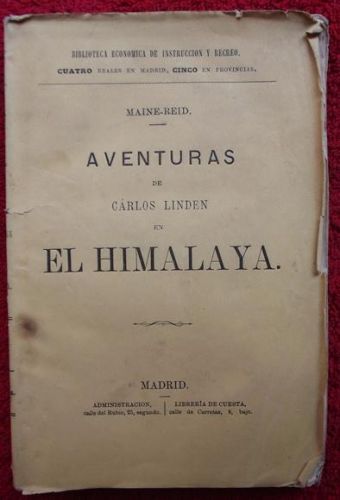 BIBLIOTECA ECONOMICA DE INSTRUCCION Y RECREO.
CUATRO REALES EN MADRID, CINCO EN PROVINCIAS.
MAINE-REID.
AVENTURAS
DE
CÁRLOS LINDEN
EN
EL HIMALAYA.
MADRID.
ADMINISTRACION,
calle del Rubio, 25, segundo.
LIBRERÍA DE CUESTA,
calle de Carretas, 9, bajo.